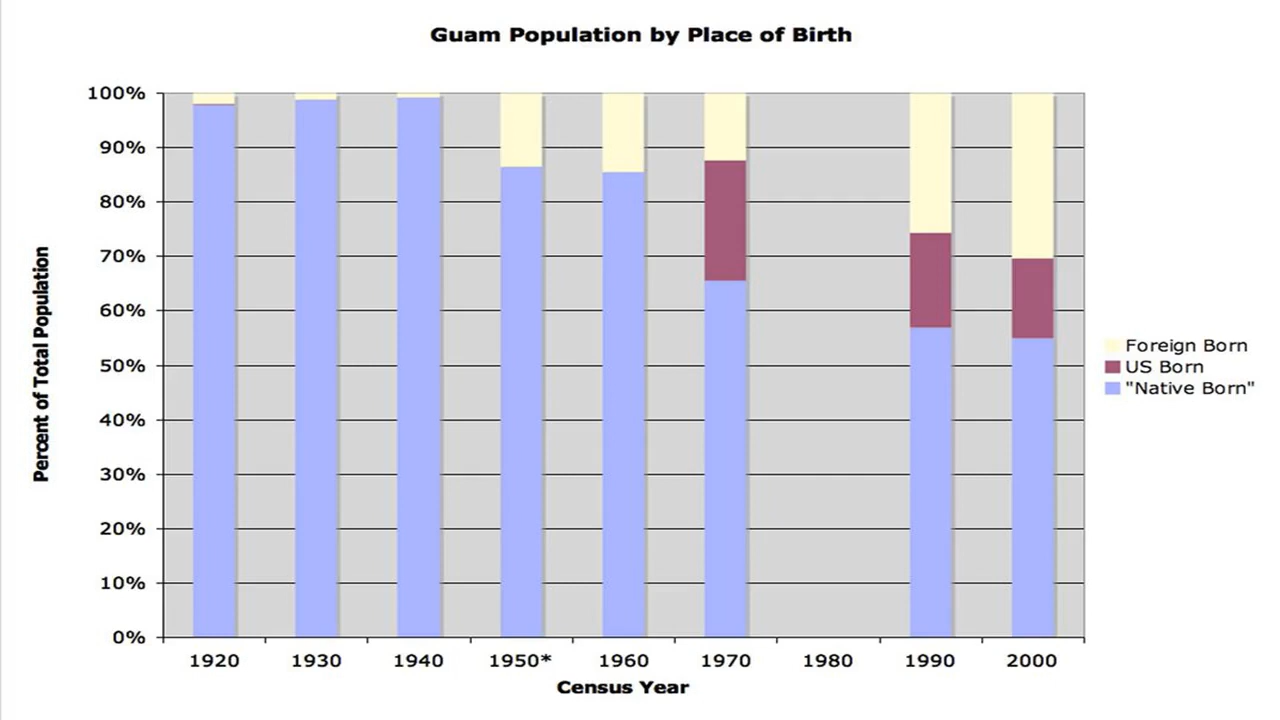 Guam Population by Place of Birth
100%
90%
80%
70%
60%
50%
40%
30%
20%
10%
0%
Percent of Total Population
1920 1930 1940 1950* 1960 1970 1980 1990 2000
Census Year
Foreign Born
US Born
"Native Born"